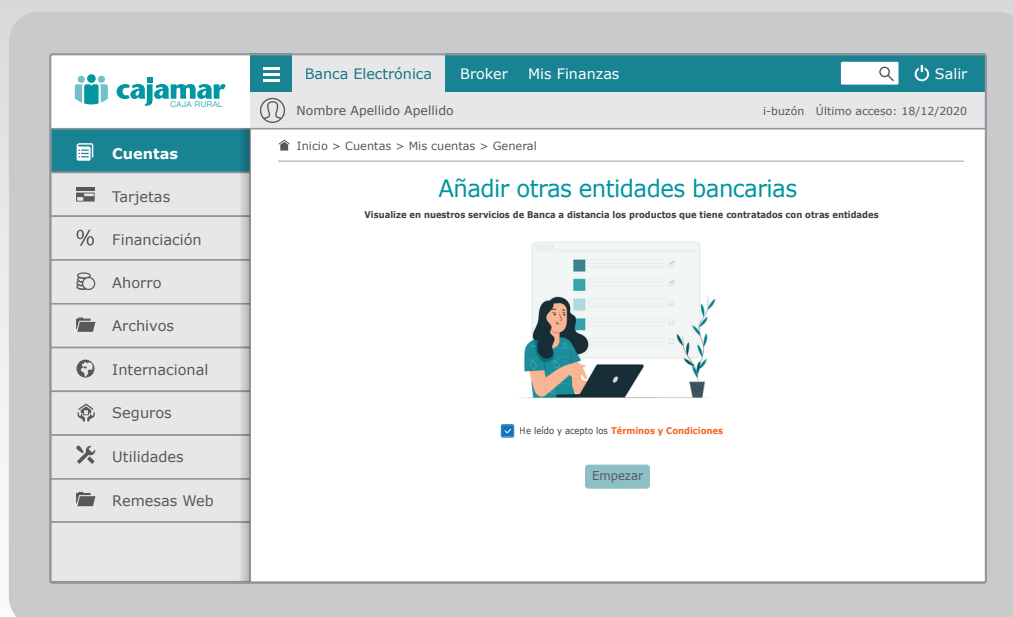 cajamar
CAJA RURAL
Banca Electrónica Broker Mis Finanzas Salir
Nombre Apellido Apellido i-buzón Último acceso: 18/12/2020
Inicio > Cuentas > Mis cuentas > General
Cuentas
Tarjetas
% Financiación
Ahorro
Archivos
Internacional
Seguros
Utilidades
Remesas Web
Añadir otras entidades bancarias
Visualize en nuestros servicios de Banca a distancia los productos que tiene contratados con otras entidades
He leído y acepto los Términos y Condiciones
Empezar